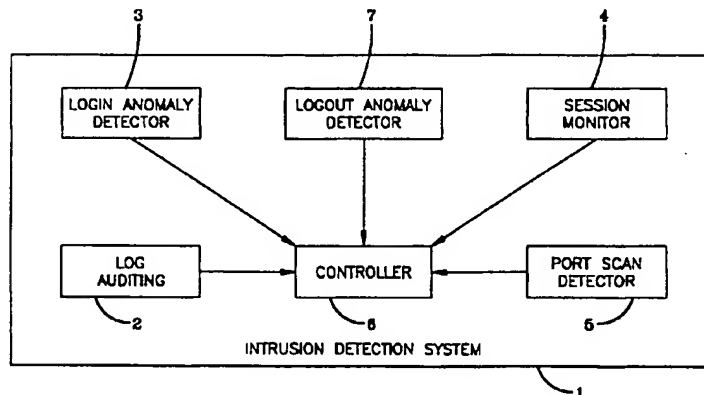 3
7
4
LOGIN ANOMALY
DETECTOR
LOGOUT ANOMALY
DETECTOR
SESSION
MONITOR
LOG
AUDITING
CONTROLLER
PORT SCAN
DETECTOR
2
6
5
INTRUSION DETECTION SYSTEM
1